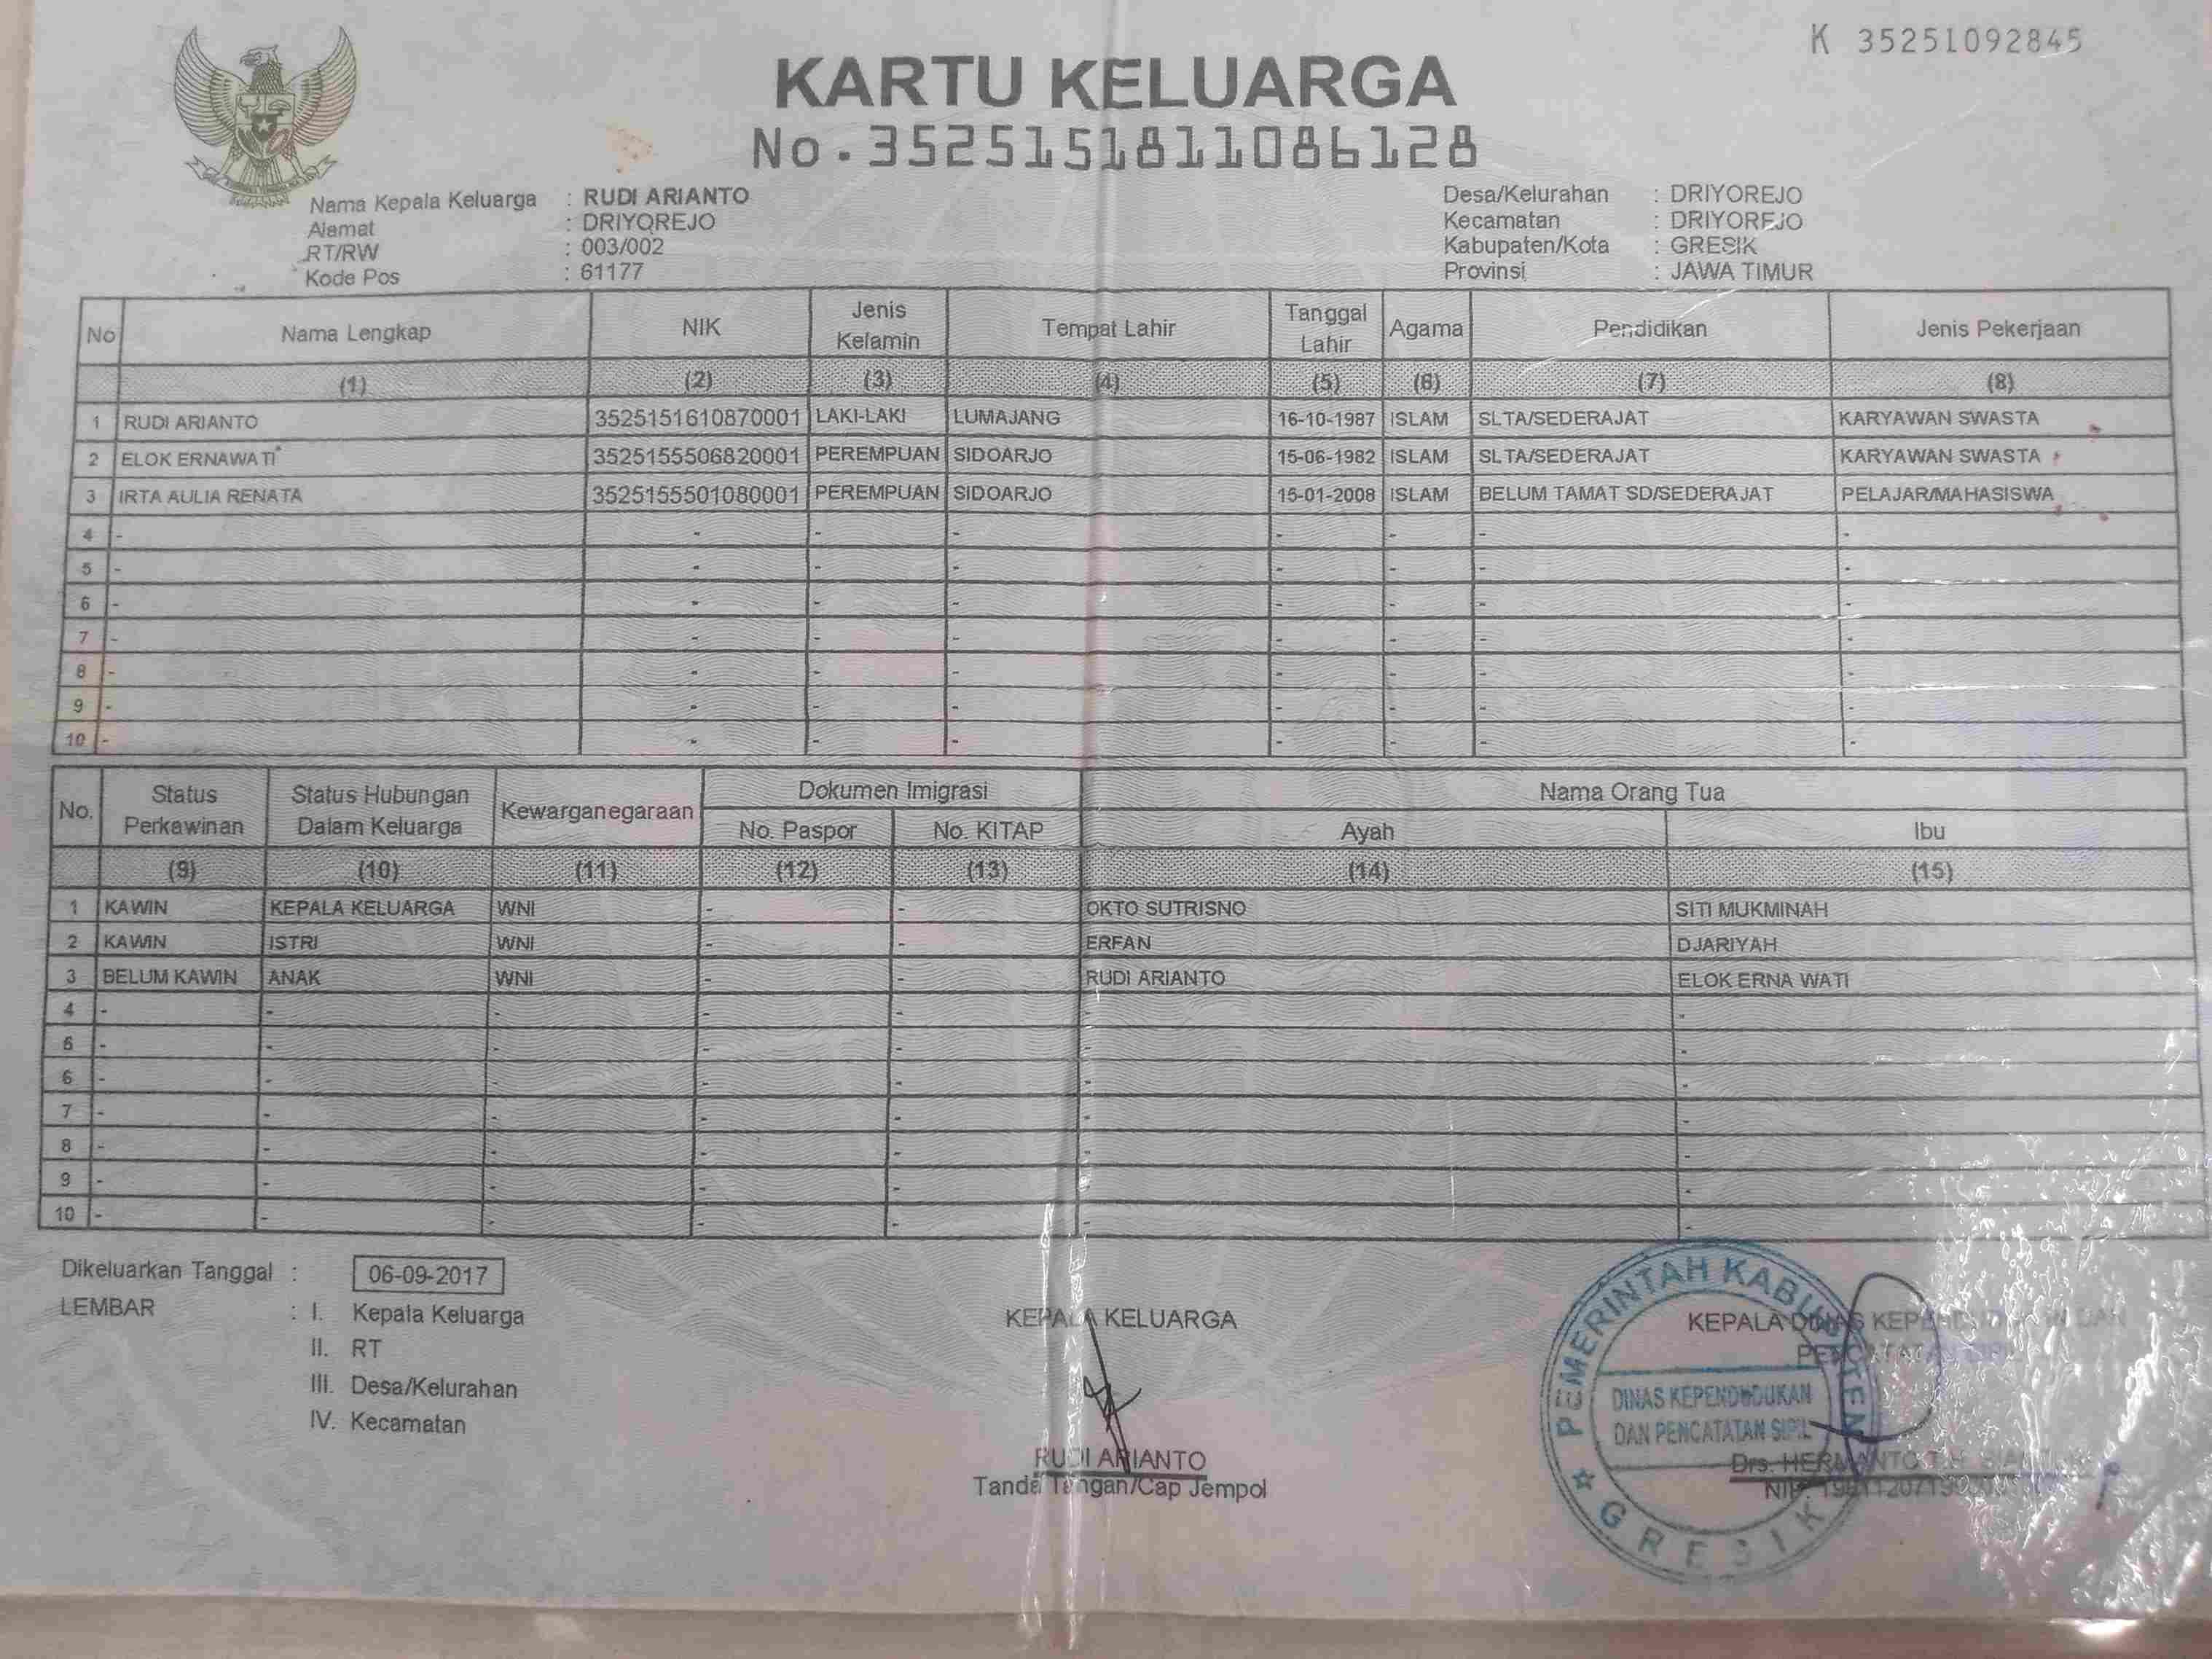 K 35251092845
KARTU KELUARGA
No.3525151811086128
Nama Kepala Keluarga : RUDI ARIANTO
Alamat : DRIYOREJO
RT/RW : 003/002
Kode Pos : 61177
Desa/Kelurahan : DRIYOREJO
Kecamatan : DRIYOREJO
Kabupaten/Kota : GRESIK
Provinsi : JAWA TIMUR
No Nama Lengkap NIK Jenis Kelamin Tempat Lahir Tanggal Lahir Agama Pendidikan Jenis Pekerjaan
(1) (2) (3) (4) (5) (6) (7) (8)
1 RUDI ARIANTO 3525151610870001 LAKI-LAKI LUMAJANG 16-10-1987 ISLAM SLTA/SEDERAJAT KARYAWAN SWASTA
2 ELOK ERNAWATI 3525155506820001 PEREMPUAN SIDOARJO 15-06-1982 ISLAM SLTA/SEDERAJAT KARYAWAN SWASTA
3 IRTA AULIA RENATA 3525155501080001 PEREMPUAN SIDOARJO 15-01-2008 ISLAM BELUM TAMAT SD/SEDERAJAT PELAJAR/MAHASISWA
4 - - - - - - - -
5 - - - - - - - -
6 - - - - - - - -
7 - - - - - - - -
8 - - - - - - - -
9 - - - - - - - -
10 - - - - - - - -
No. Status Perkawinan Status Hubungan Dalam Keluarga Kewarganegaraan Dokumen Imigrasi Nama Orang Tua
No. Paspor No. KITAP Ayah Ibu
(9) (10) (11) (12) (13) (14) (15)
1 KAWIN KEPALA KELUARGA WNI - - OKTO SUTRISNO SITI MUKMINAH
2 KAWIN ISTRI WNI - - ERFAN DJARIYAH
3 BELUM KAWIN ANAK WNI - - RUDI ARIANTO ELOK ERNA WATI
4 - - - - - - -
5 - - - - - - -
6 - - - - - - -
7 - - - - - - -
8 - - - - - - -
9 - - - - - - -
10 - - - - - - -
Dikeluarkan Tanggal : 06-09-2017
LEMBAR : I. Kepala Keluarga
II. RT
III. Desa/Kelurahan
IV. Kecamatan
KEPALA KELUARGA
RUDI ARIANTO
Tanda Tangan/Cap Jempol
KEPALA DINAS KEPENDUDUKAN DAN
PENCATATAN SIPIL
Drs. HERMANTO
NIP.
PEMERINTAH KABUPATEN
DINAS KEPENDUDUKAN
DAN PENCATATAN SIPIL
GRESIK